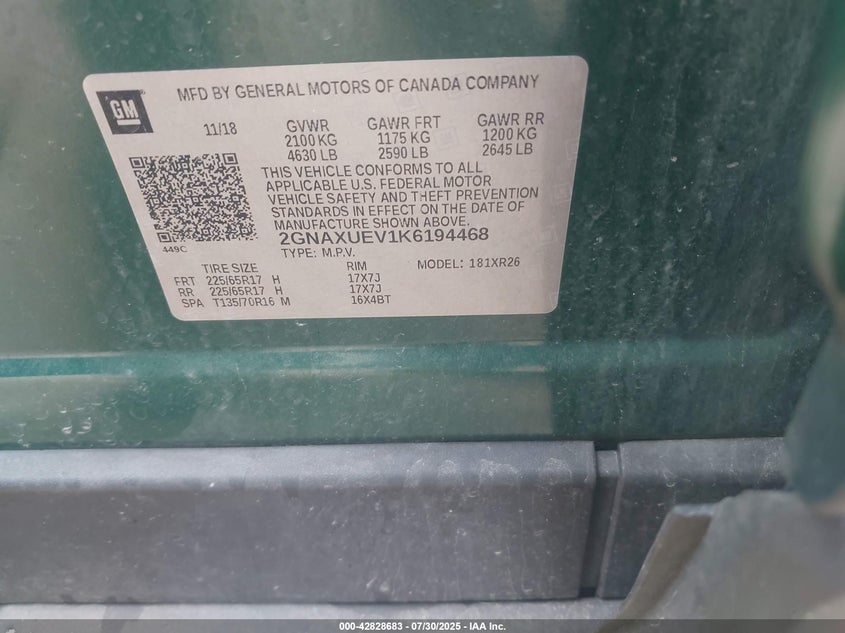 GM
MFD BY GENERAL MOTORS OF CANADA COMPANY
11/18 GVWR GAWR FRT GAWR RR
2100 KG 1175 KG 1200 KG
4630 LB 2590 LB 2645 LB
THIS VEHICLE CONFORMS TO ALL
APPLICABLE U.S. FEDERAL MOTOR
VEHICLE SAFETY AND THEFT PREVENTION
STANDARDS IN EFFECT ON THE DATE OF
MANUFACTURE SHOWN ABOVE.
449C
2GNAXUEV1K6194468
TYPE: M.P.V. MODEL: 181XR26
TIRE SIZE RIM
FRT 225/65R17 H 17X7J
RR 225/65R17 H 17X7J
SPA T135/70R16 M 16X4BT
000-42828683 - 07/30/2025 - IAA Inc.